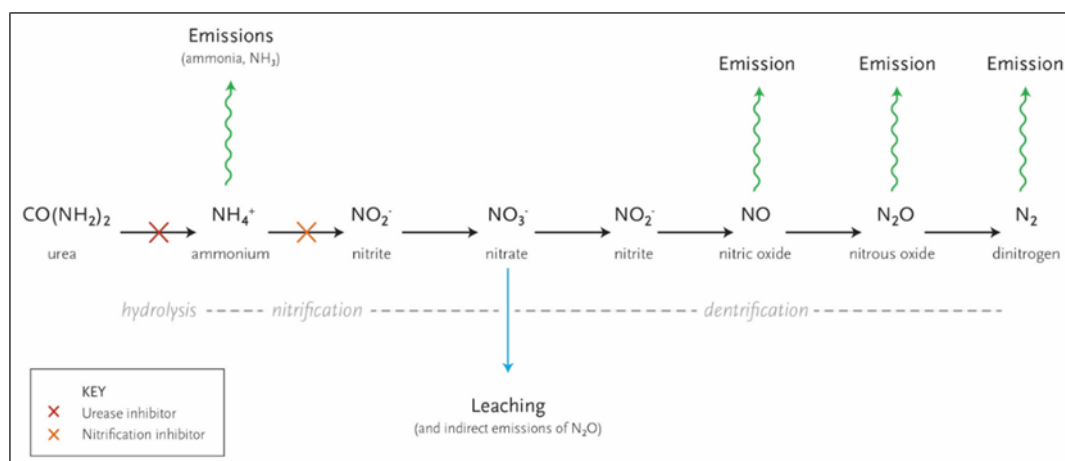 Emissions
(ammonia, NH₃)
Emission Emission Emission
CO(NH₂)₂ NH₄⁺ NO₂⁻ NO₃⁻ NO₂⁻ NO N₂O N₂
urea ammonium nitrite nitrate nitrite nitric oxide nitrous oxide dinitrogen
hydrolysis nitrification dentrification
KEY
Urease inhibitor
Nitrification inhibitor
Leaching
(and indirect emissions of N₂O)